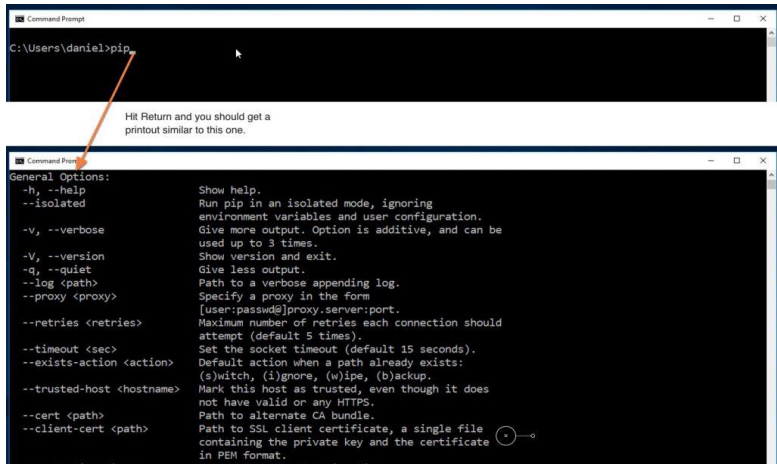 Command Prompt
C:\Users\daniel>pip_
Hit Return and you should get a
printout similar to this one.
Command Prom
General Options:
-h, --help Show help.
--isolated Run pip in an isolated mode, ignoring
environment variables and user configuration.
-v, --verbose Give more output. Option is additive, and can be
used up to 3 times.
-V, --version Show version and exit.
-q, --quiet Give less output.
--log <path> Path to a verbose appending log.
--proxy <proxy> Specify a proxy in the form
[user:passwd@]proxy.server:port.
--retries <retries> Maximum number of retries each connection should
attempt (default 5 times).
--timeout <sec> Set the socket timeout (default 15 seconds).
--exists-action <action> Default action when a path already exists:
(s)witch, (i)gnore, (w)ipe, (b)ackup.
--trusted-host <hostname> Mark this host as trusted, even though it does
not have valid or any HTTPS.
--cert <path> Path to alternate CA bundle.
--client-cert <path> Path to SSL client certificate, a single file
containing the private key and the certificate
in PEM format.